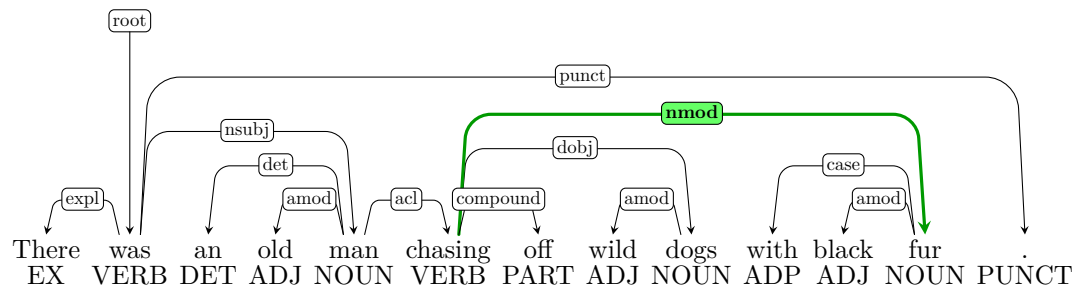 root
punct
nmod
nsubj
dobj
det
case
expl
amod
acl
compound
amod
amod
There was an old man chasing off wild dogs with black fur .
EX VERB DET ADJ NOUN VERB PART ADJ NOUN ADP ADJ NOUN PUNCT